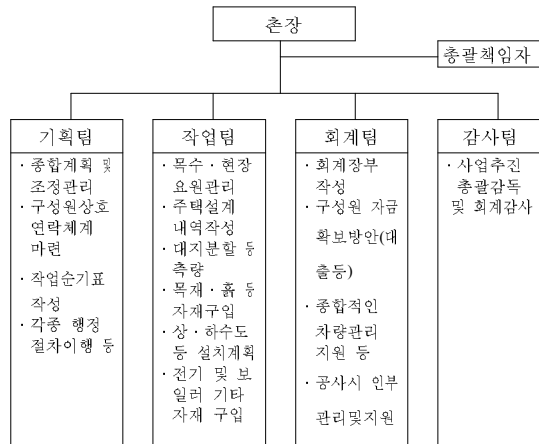 촌장
총괄책임자
기획팀
· 종합계획 및
조정관리
· 구성원상호
연락체계
마련
· 작업순기표
작성
· 각종 행정
절차이행 등
작업팀
· 목수 · 현장
요원관리
· 주택설계
내역작성
· 대지분할 등
측량
· 목재 · 흙 등
자재구입
· 상 · 하수도
등 설치계획
· 전기 및 보
일러 기타
자재 구입
회계팀
· 회계장부
작성
· 구성원 자금
확보방안(대
출등)
· 종합적인
차량관리
지원 등
· 공사시 인부
관리및지원
감사팀
· 사업추진
총괄감독
및 회계감사